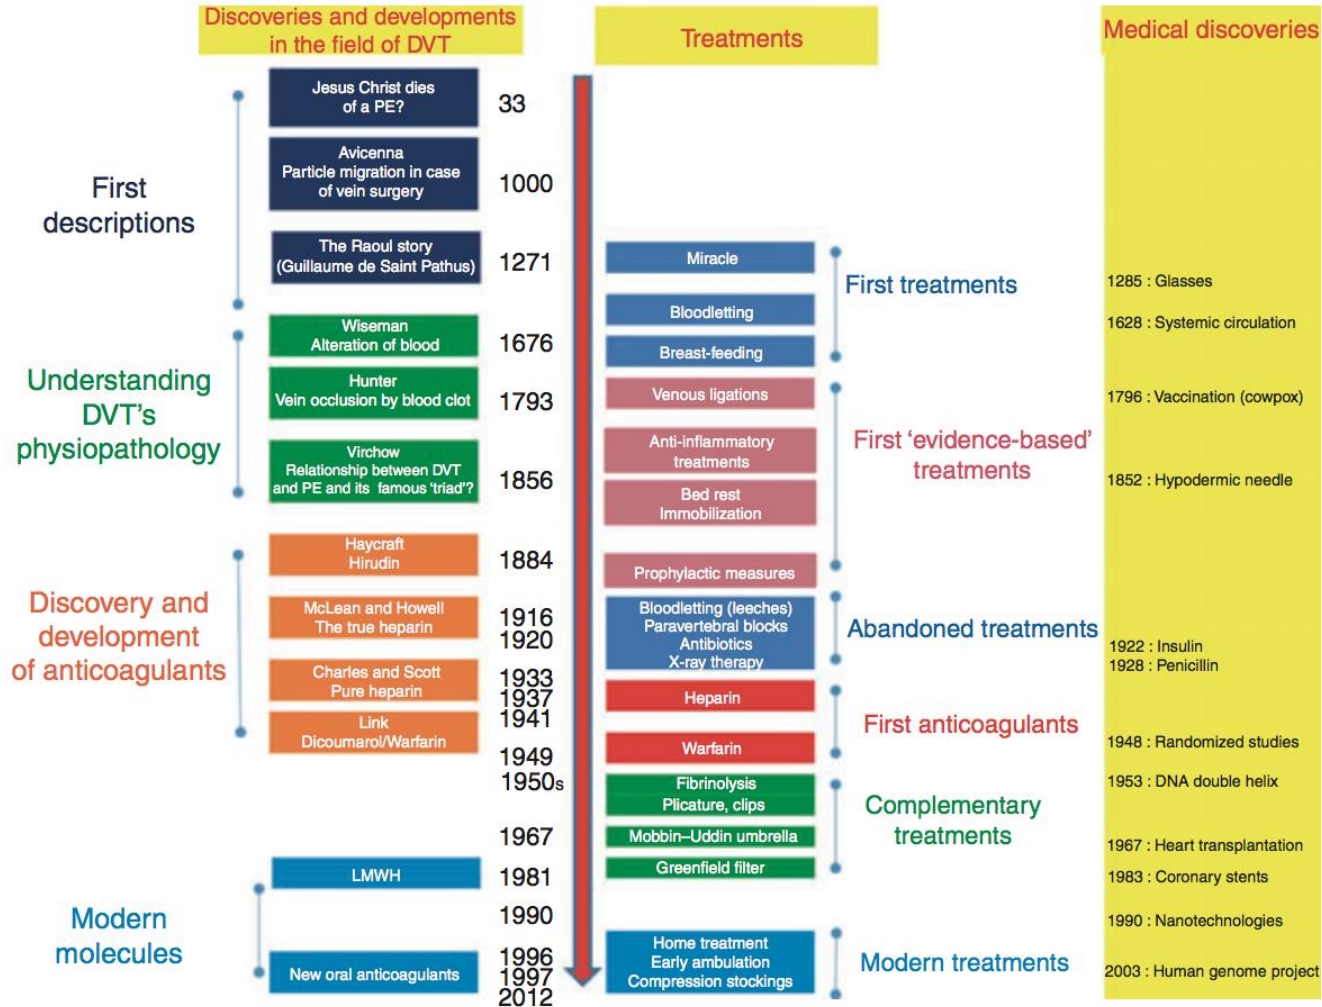 Discoveries and developments
in the field of DVT
Treatments
Medical discoveries
First
descriptions
Jesus Christ dies
of a PE?
33
Avicenna
Particle migration in case
of vein surgery
1000
The Raoul story
(Guillaume de Saint Pathus)
1271
Understanding
DVT's
physiopathology
Wiseman
Alteration of blood
1676
Hunter
Vein occlusion by blood clot
1793
Virchow
Relationship between DVT
and PE and its famous 'triad'?
1856
Discovery and
development
of anticoagulants
Haycraft
Hirudin
1884
McLean and Howell
The true heparin
1916
1920
Charles and Scott
Pure heparin
1933
1937
Link
Dicoumarol/Warfarin
1941
1949
1950s
1967
Modern
molecules
LMWH
1981
1990
New oral anticoagulants
1996
1997
2012
Miracle
Bloodletting
Breast-feeding
First treatments
Venous ligations
Anti-inflammatory
treatments
Bed rest
Immobilization
Prophylactic measures
First 'evidence-based'
treatments
Bloodletting (leeches)
Paravertebral blocks
Antibiotics
X-ray therapy
Abandoned treatments
Heparin
Warfarin
First anticoagulants
Fibrinolysis
Plicature, clips
Mobbin–Uddin umbrella
Greenfield filter
Complementary
treatments
Home treatment
Early ambulation
Compression stockings
Modern treatments
1285 : Glasses
1628 : Systemic circulation
1796 : Vaccination (cowpox)
1852 : Hypodermic needle
1922 : Insulin
1928 : Penicillin
1948 : Randomized studies
1953 : DNA double helix
1967 : Heart transplantation
1983 : Coronary stents
1990 : Nanotechnologies
2003 : Human genome project